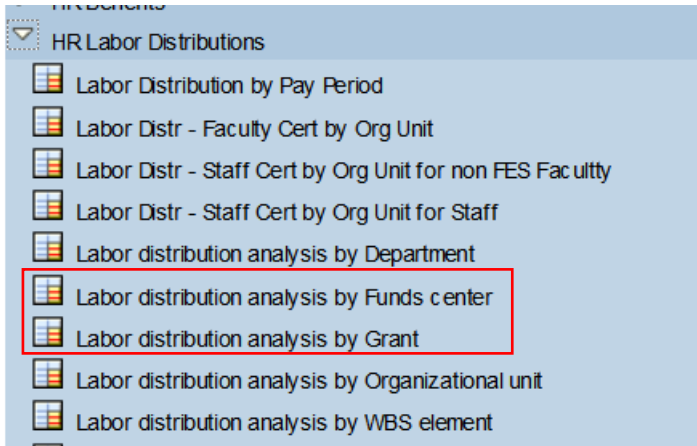 HR Benefits
HR Labor Distributions
Labor Distribution by Pay Period
Labor Distr - Faculty Cert by Org Unit
Labor Distr - Staff Cert by Org Unit for non FES Facultty
Labor Distr - Staff Cert by Org Unit for Staff
Labor distribution analysis by Department
Labor distribution analysis by Funds center
Labor distribution analysis by Grant
Labor distribution analysis by Organizational unit
Labor distribution analysis by WBS element